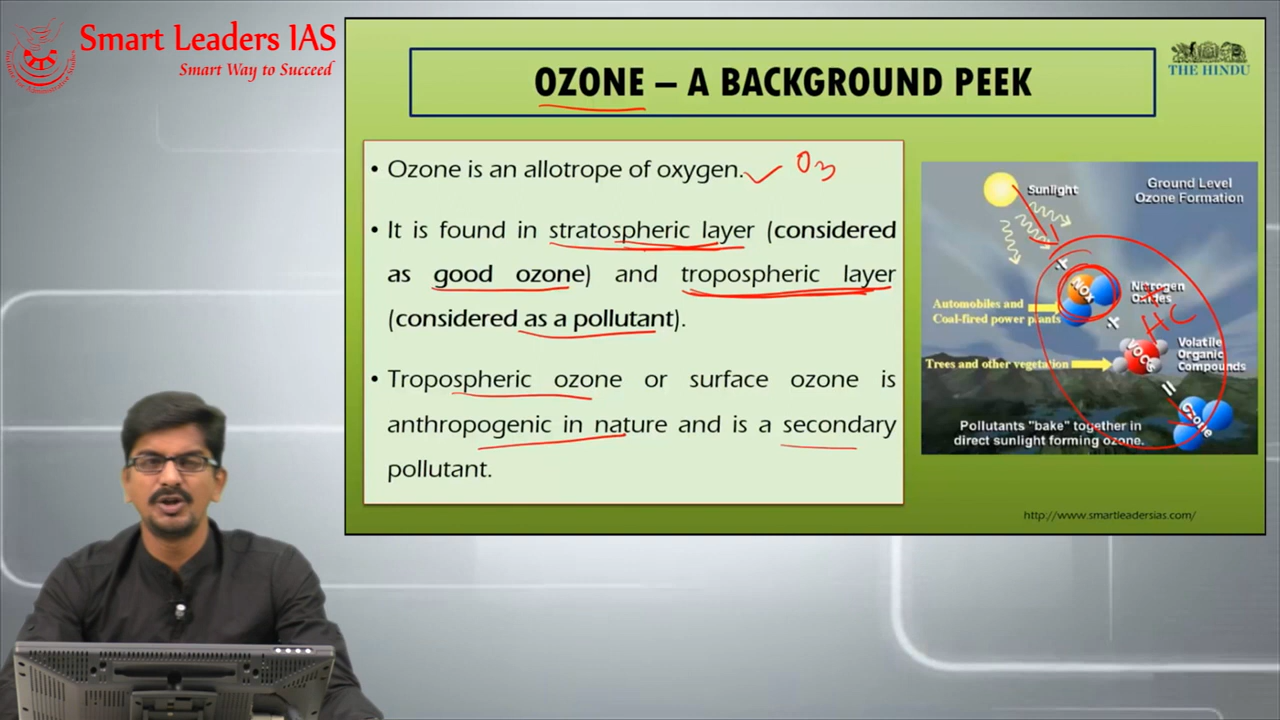 Smart Leaders IAS
Smart Way to Succeed
OZONE – A BACKGROUND PEEK
THE HINDU
• Ozone is an allotrope of oxygen. O3
• It is found in stratospheric layer (considered
as good ozone) and tropospheric layer
(considered as a pollutant).
• Tropospheric ozone or surface ozone is
anthropogenic in nature and is a secondary
pollutant.
Sunlight
Ground Level
Ozone Formation
+
NOx
Nitrogen
Oxides
Automobiles and
Coal-fired power plants
+
HC
VOC
Volatile
Organic
Compounds
Trees and other vegetation
=
Ozone
Pollutants "bake" together in
direct sunlight forming ozone.
http://www.smartleadersias.com/